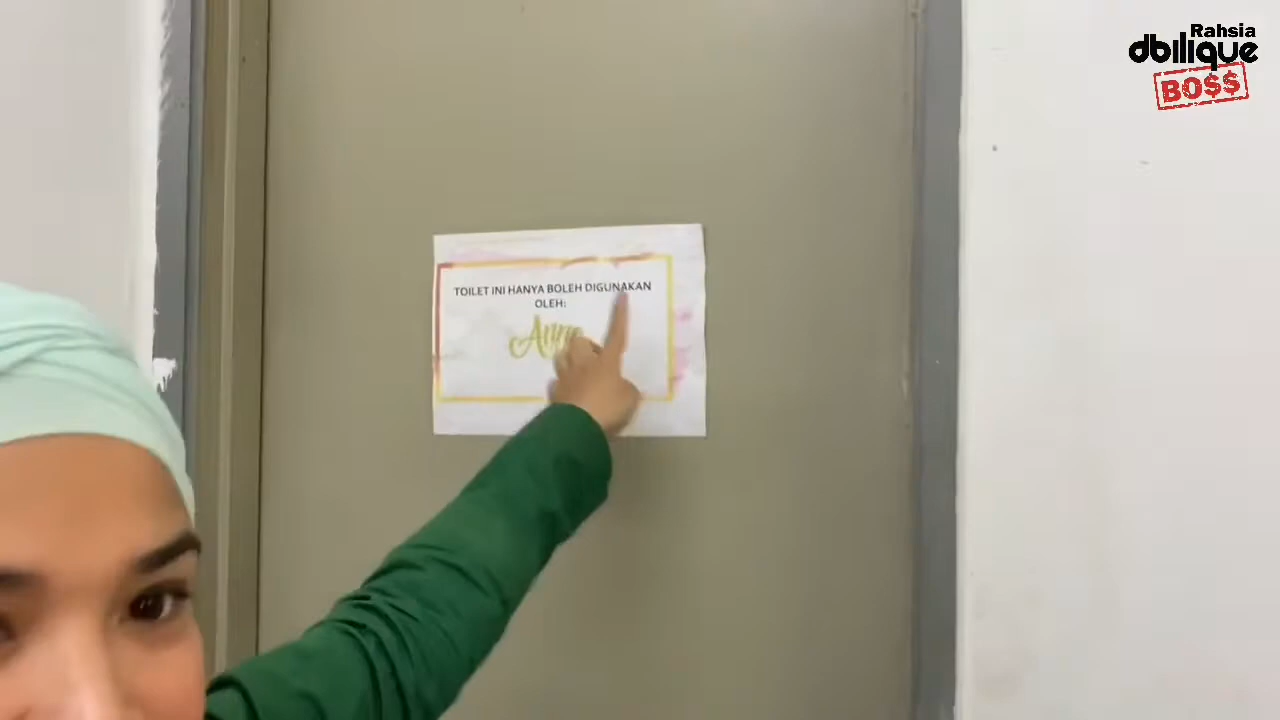 Rahsia
dbilique
BO$$
TOILET INI HANYA BOLEH DIGUNAKAN
OLEH: